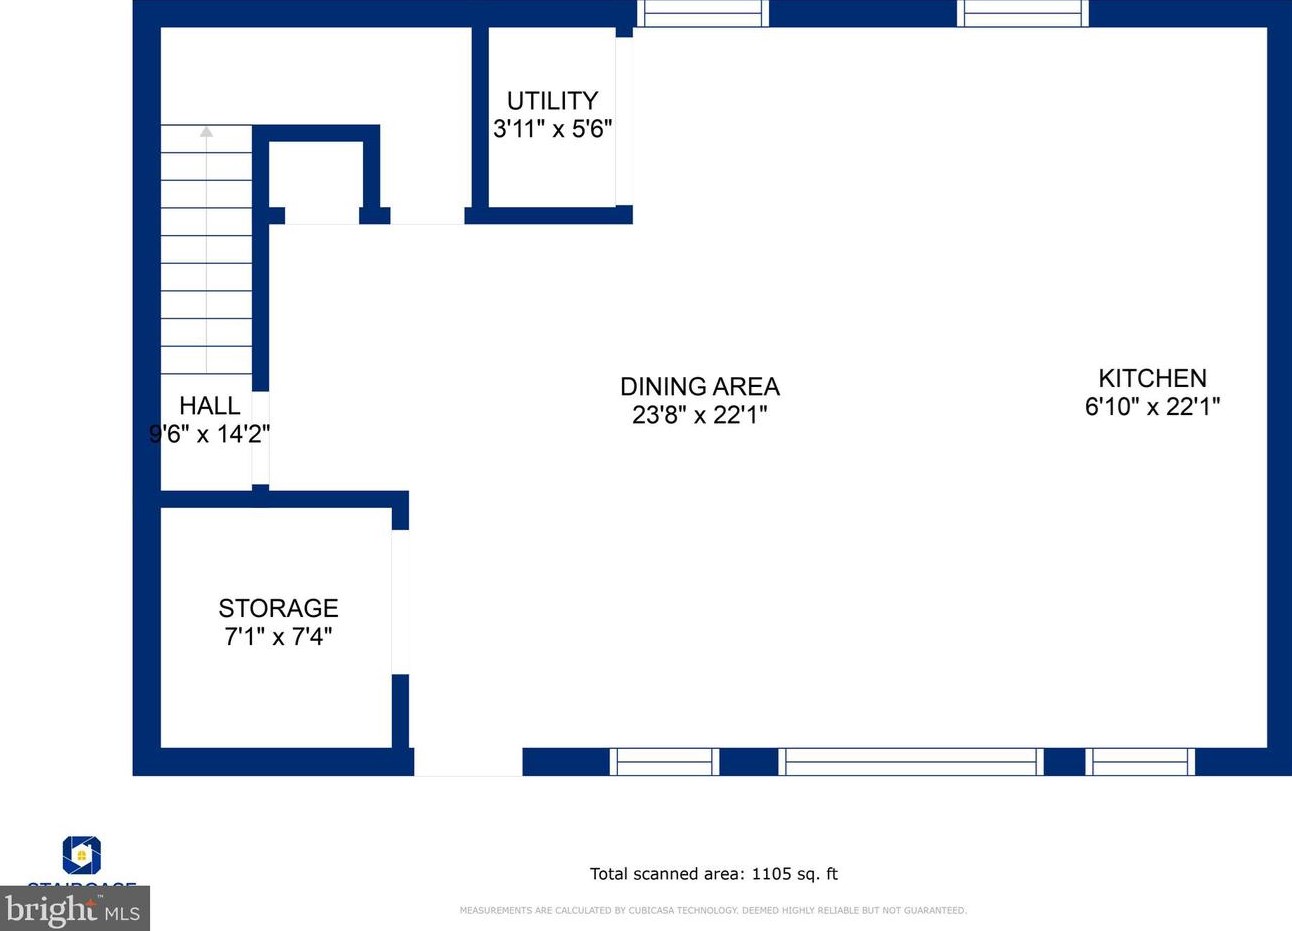 UTILITY
3'11" x 5'6"
DINING AREA
23'8" x 22'1"
KITCHEN
6'10" x 22'1"
HALL
9'6" x 14'2"
STORAGE
7'1" x 7'4"
Total scanned area: 1105 sq. ft
STAIRCASE
bright™ MLS
MEASUREMENTS ARE CALCULATED BY CUBICASA TECHNOLOGY. DEEMED HIGHLY RELIABLE BUT NOT GUARANTEED.